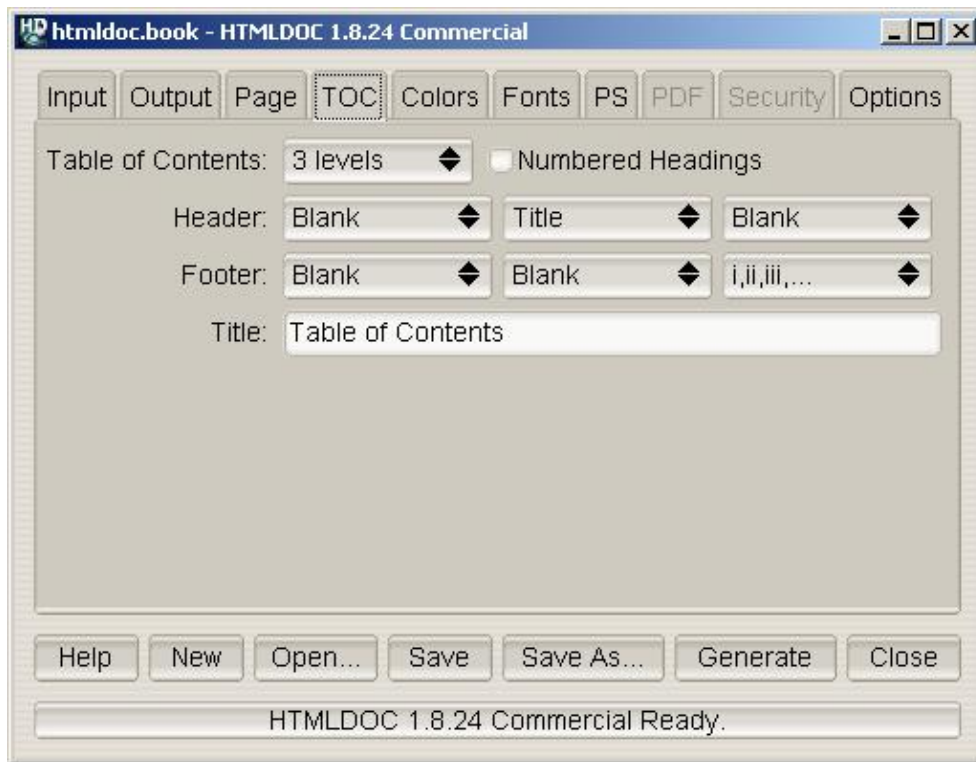 HD htmldoc.book - HTMLDOC 1.8.24 Commercial
Input Output Page TOC Colors Fonts PS PDF Security Options
Table of Contents: 3 levels Numbered Headings
Header: Blank Title Blank
Footer: Blank Blank i,ii,iii,...
Title: Table of Contents
Help New Open... Save Save As... Generate Close
HTMLDOC 1.8.24 Commercial Ready.